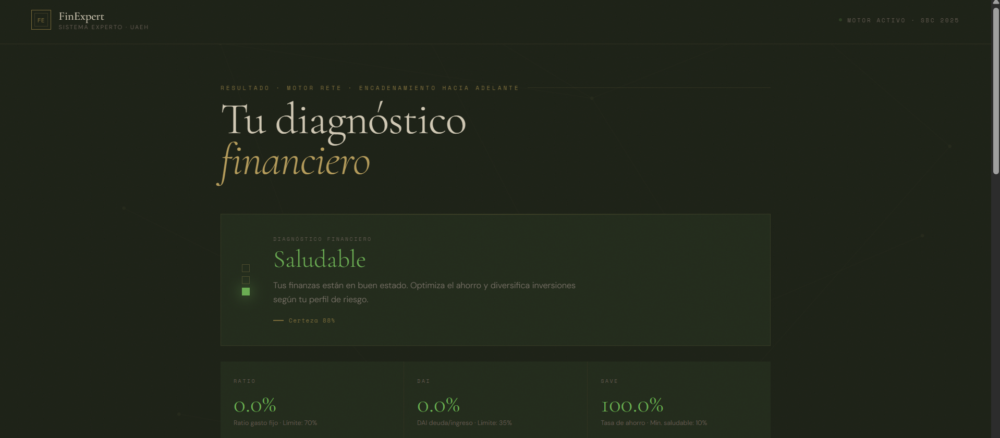 FE
FinExpert
SISTEMA EXPERTO · UAEH
MOTOR ACTIVO · SBC 2025
RESULTADO · MOTOR RETE · ENCADENAMIENTO HACIA ADELANTE
Tu diagnóstico
financiero
DIAGNÓSTICO FINANCIERO
Saludable
Tus finanzas están en buen estado. Optimiza el ahorro y diversifica inversiones
según tu perfil de riesgo.
Certeza 88%
RATIO
0.0%
Ratio gasto fijo · Límite: 70%
DAI
0.0%
DAI deuda/ingreso · Límite: 35%
SAVE
100.0%
Tasa de ahorro · Mín. saludable: 10%